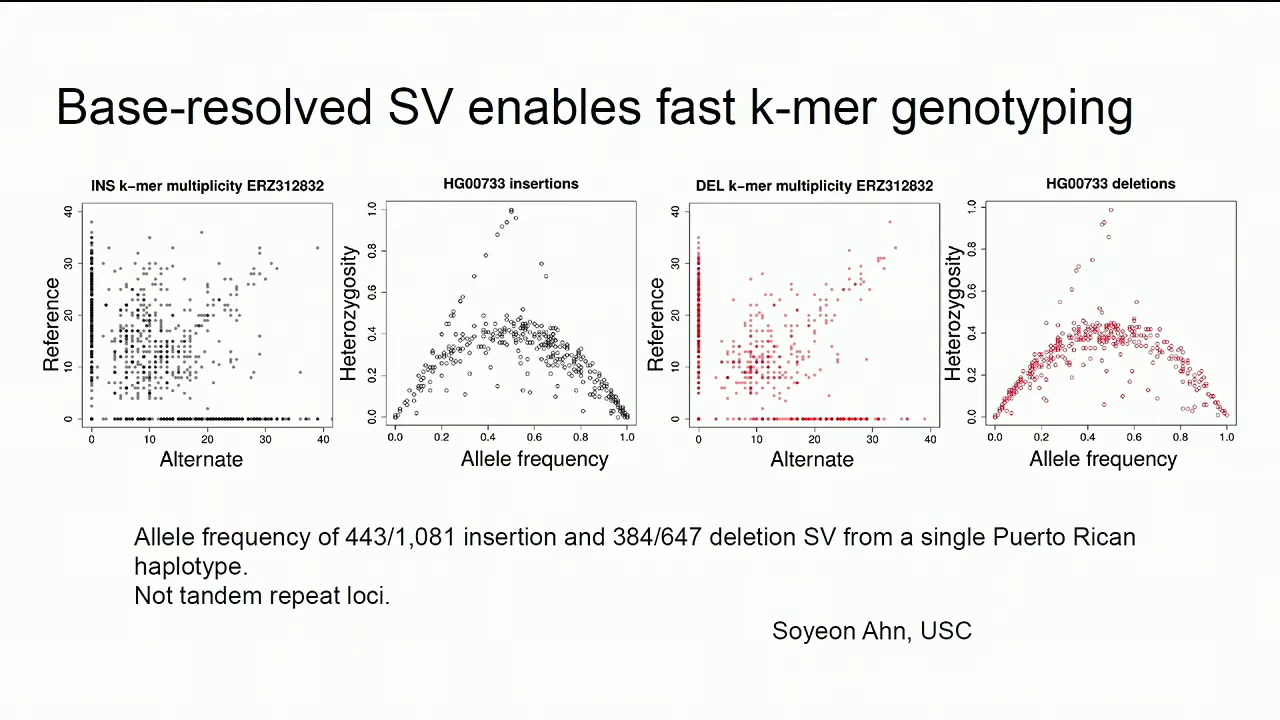 Base-resolved SV enables fast k-mer genotyping
INS k−mer multiplicity ERZ312832
Reference
40
30
20
10
0
0 10 20 30 40
Alternate
HG00733 insertions
Heterozygosity
1.0
0.8
0.6
0.4
0.2
0.0
0.0 0.2 0.4 0.6 0.8 1.0
Allele frequency
DEL k−mer multiplicity ERZ312832
Reference
40
30
20
10
0
0 10 20 30 40
Alternate
HG00733 deletions
Heterozygosity
1.0
0.8
0.6
0.4
0.2
0.0
0.0 0.2 0.4 0.6 0.8 1.0
Allele frequency
Allele frequency of 443/1,081 insertion and 384/647 deletion SV from a single Puerto Rican
haplotype.
Not tandem repeat loci.
Soyeon Ahn, USC